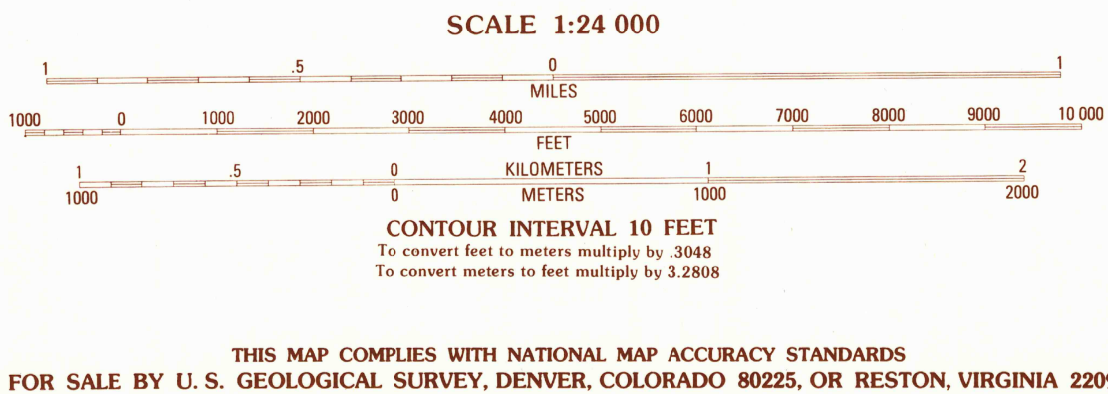 SCALE 1:24 000
1 .5 0 1
MILES
1000 0 1000 2000 3000 4000 5000 6000 7000 8000 9000 10 000
FEET
1 .5 0 KILOMETERS 1 2
1000 0 METERS 1000 2000
CONTOUR INTERVAL 10 FEET
To convert feet to meters multiply by .3048
To convert meters to feet multiply by 3.2808
THIS MAP COMPLIES WITH NATIONAL MAP ACCURACY STANDARDS
FOR SALE BY U. S. GEOLOGICAL SURVEY, DENVER, COLORADO 80225, OR RESTON, VIRGINIA